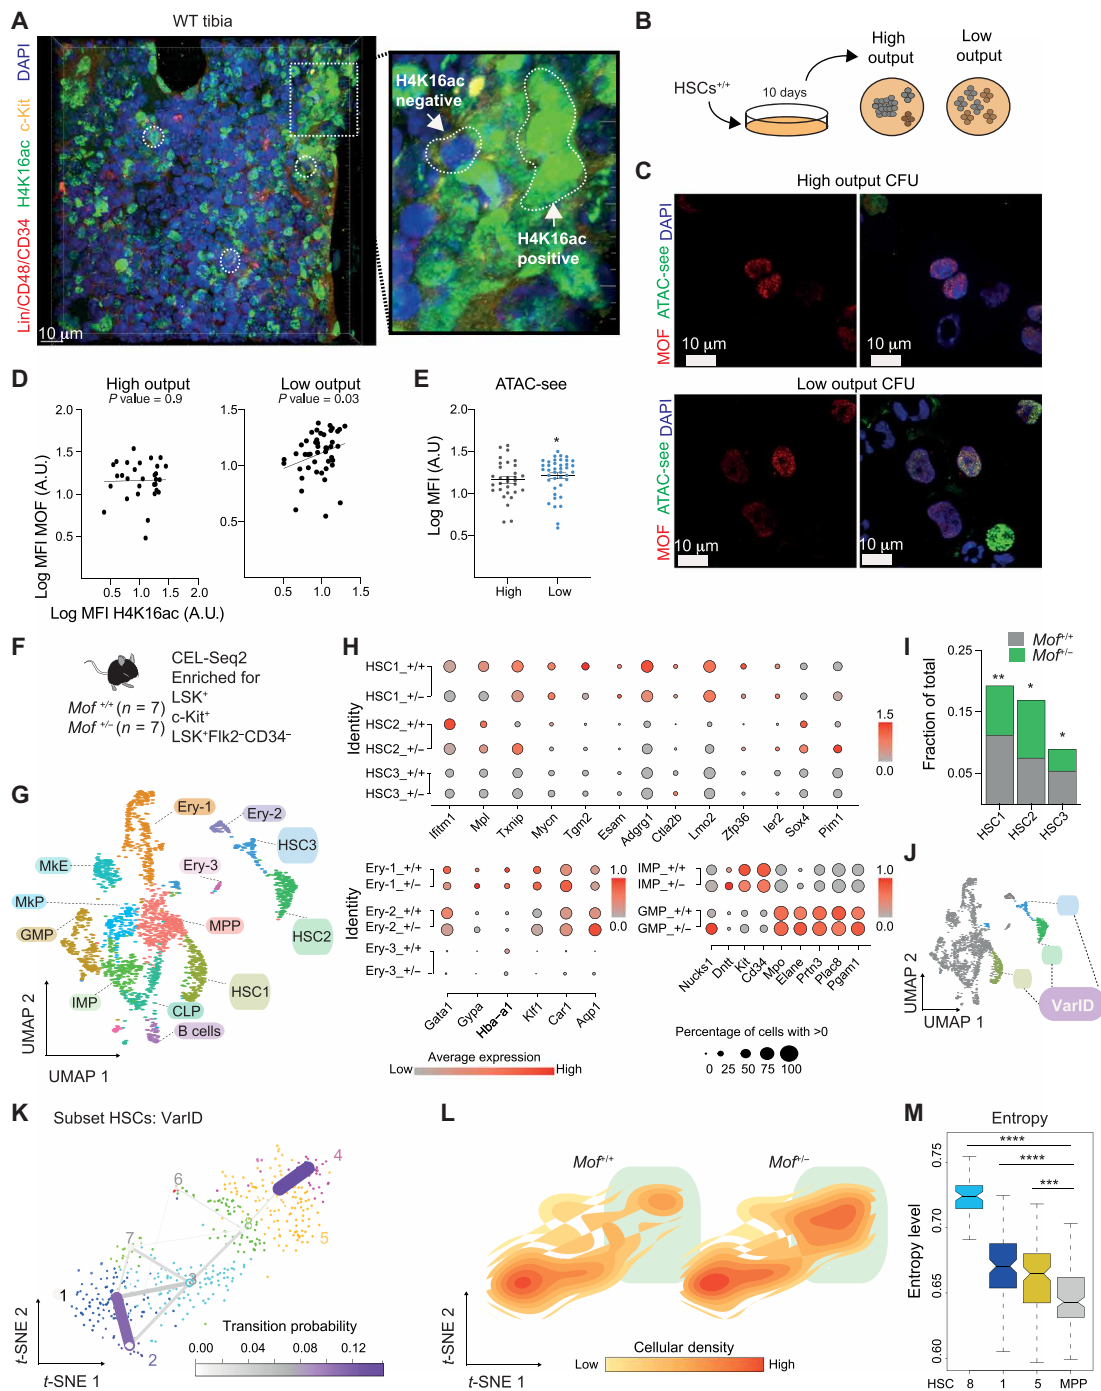 A
WT tibia
Lin/CD48/CD34 H4K16ac c-Kit DAPI
10 µm
H4K16ac
negative
H4K16ac
positive
B
HSCs+/+
10 days
High
output
Low
output
C
High output CFU
MOF ATAC-see DAPI
10 µm
10 µm
Low output CFU
MOF ATAC-see DAPI
10 µm
10 µm
D
High output
P value = 0.9
Low output
P value = 0.03
Log MFI MOF (A.U.)
2.0
1.5
1.0
0.5
0.5
1.0
1.5
2.0
1.5
1.0
0.5
0.5
1.0
1.5
Log MFI H4K16ac (A.U.)
E
ATAC-see
Log MFI (A.U)
2.0
1.5
1.0
0.5
*
High
Low
F
Mof +/+ (n = 7)
Mof +/− (n = 7)
CEL-Seq2
Enriched for
LSK+
c-Kit+
LSK+Flk2−CD34−
G
Ery-1
Ery-2
HSC3
MkE
Ery-3
MkP
MPP
GMP
HSC2
IMP
HSC1
CLP
B cells
UMAP 2
UMAP 1
H
Identity
HSC1_+/+
HSC1_+/−
HSC2_+/+
HSC2_+/−
HSC3_+/+
HSC3_+/−
1.5
0.0
Ifitm1
Mpl
Txnip
Mycn
Tgm2
Esam
Adgrg1
Ctla2b
Lmo2
Zfp36
Ier2
Sox4
Pim1
Identity
Ery-1_+/+
Ery-1_+/−
Ery-2_+/+
Ery-2_+/−
Ery-3_+/+
Ery-3_+/−
1.0
0.0
Gata1
Gypa
Hba−a1
Klf1
Car1
Aqp1
IMP_+/+
IMP_+/−
GMP_+/+
GMP_+/−
1.0
0.0
Nucks1
Dntt
Kit
Cd34
Mpo
Elane
Prtn3
Plac8
Pgam1
Average expression
Low
High
Percentage of cells with >0
0 25 50 75 100
I
Mof+/+
Mof+/−
Fraction of total
0.25
0.15
0.05
**
*
*
HSC1
HSC2
HSC3
J
VarID
UMAP 2
UMAP 1
K
Subset HSCs: VarID
1
2
3
4
5
6
7
8
Transition probability
0.00 0.04 0.08 0.12
t-SNE 2
t-SNE 1
L
Mof+/+
Mof+/−
Cellular density
Low
High
t-SNE 2
t-SNE 1
M
Entropy
****
****
***
Entropy level
0.75
0.70
0.65
0.60
HSC 8 1 5 MPP